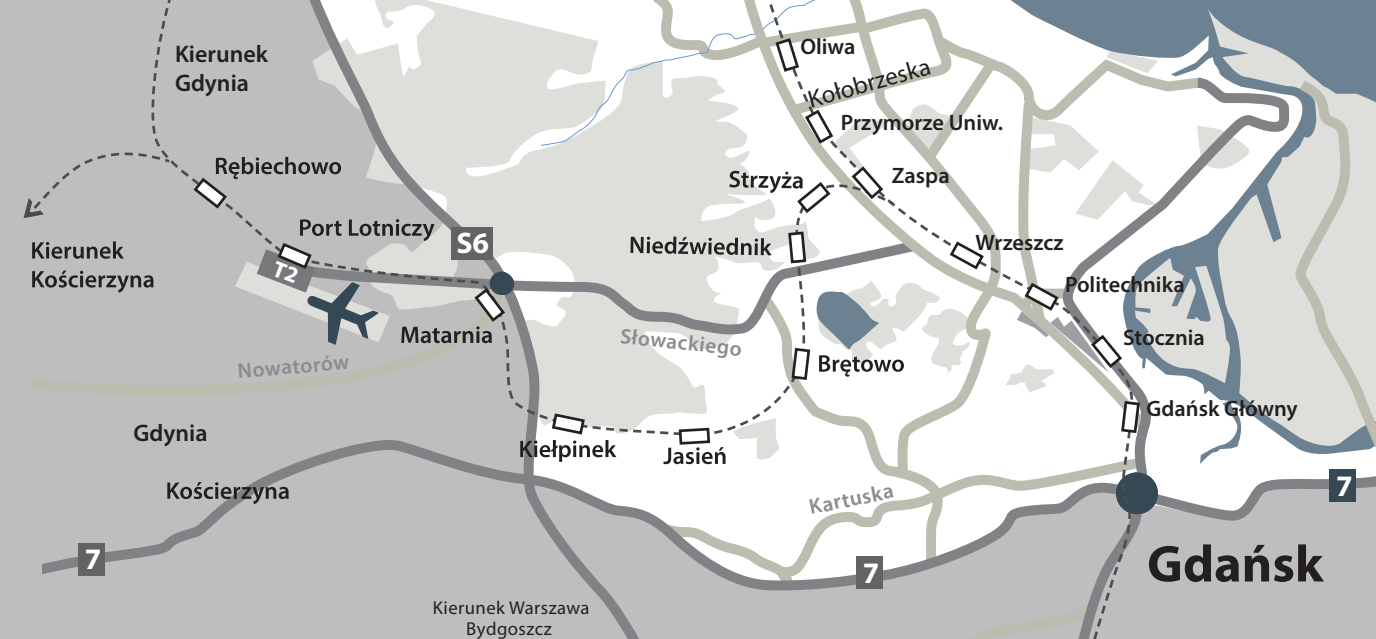 Kierunek
Gdynia
Oliwa
Kołobrzeska
Przymorze Uniw.
Rębiechowo
Strzyża
Zaspa
Port Lotniczy
S6
Niedźwiednik
Wrzeszcz
Kierunek
Kościerzyna
T2
Politechnika
Matarnia
Słowackiego
Stocznia
Nowatorów
Brętowo
Gdańsk Główny
Gdynia
Kiełpinek
Jasień
Kościerzyna
Kartuska
7
7
7
Gdańsk
Kierunek Warszawa
Bydgoszcz